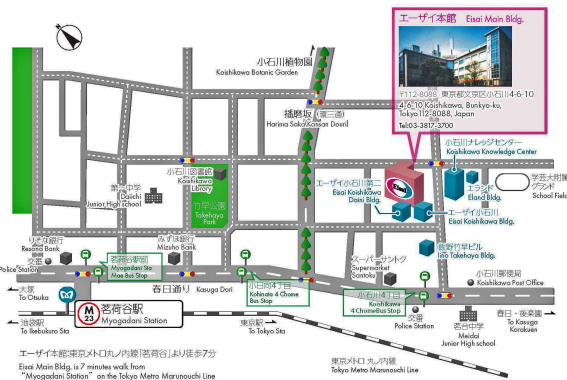 エーザイ本館 Eisai Main Bldg.
〒112-8088 東京都文京区小石川4-6-10
4-6-10 Koishikawa, Bunkyo-ku,
Tokyo 112-8088, Japan
Tel:03-3817-3700
小石川植物園
Koishikawa Botanic Garden
播磨坂(環三通)
Harima Saka
小石川図書館
Koishikawa
Library
第一中学
Daiichi
Junior High school
竹早公園
Takehaya
Park
Eisai
小石川ナレッジセンター
Koishikawa Knowledge Center
エーザイ小石川第二
Eisai Koishikawa
Daini Bldg.
エランド
Eland Bldg.
学芸大附属
グランド
School Field
エーザイ小石川
Eisai Koishikawa Bldg.
飯野竹早ビル
Iino Takehaya Bldg.
りそな銀行
Resona Bank
みずほ銀行
Mizuho Bank
交番
Police Station
茗荷谷駅前
Myogadani Sta
Mae Bus Stop
春日通り Kasuga Dori
小日向4丁目
Kohinata 4 Chome
Bus Stop
スーパーサントク
Supermarket
Santoku
小石川4丁目
Koishikawa
4 Chome Bus Stop
小石川郵便局
Koishikawa Post Office
交番
Police Station
茗台中学
Meidai
Junior High school
春日・後楽園
To Kasuga
Korakuen
大塚
To Otsuka
M
23
茗荷谷駅
Myogadani Station
池袋駅
To Ikebukuro Sta
東京駅
To Tokyo Sta
東京メトロ 丸ノ内線
Tokyo Metro Marunouchi Line
エーザイ本館:東京メトロ丸ノ内線「茗荷谷」より徒歩7分
Eisai Main Bldg. is 7 minutes walk from
"Myogadani Station" on the Tokyo Metro Marunouchi Line